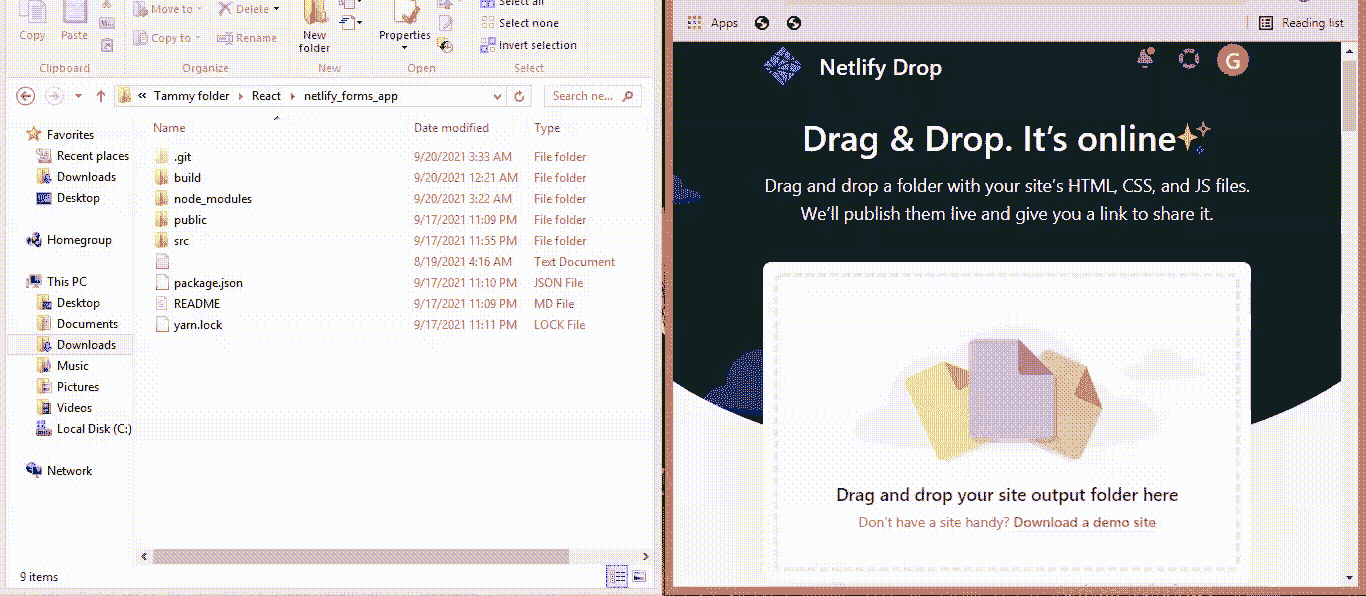 Copy
Paste
Clipboard
Move to
Copy to
Delete
Rename
Organize
New
folder
New
Properties
Open
Select all
Select none
Invert selection
Select
« Tammy folder React netlify_forms_app
Search ne...
Favorites
Recent places
Downloads
Desktop
Homegroup
This PC
Desktop
Documents
Downloads
Music
Pictures
Videos
Local Disk (C:)
Network
Name Date modified Type
.git 9/20/2021 3:33 AM File folder
build 9/20/2021 12:21 AM File folder
node_modules 9/20/2021 3:22 AM File folder
public 9/17/2021 11:09 PM File folder
src 9/17/2021 11:55 PM File folder
8/19/2021 4:16 AM Text Document
package.json 9/17/2021 11:10 PM JSON File
README 9/17/2021 11:09 PM MD File
yarn.lock 9/17/2021 11:11 PM LOCK File
9 items
Apps
Reading list
Netlify Drop
G
Drag & Drop. It’s online
Drag and drop a folder with your site’s HTML, CSS, and JS files.
We’ll publish them live and give you a link to share it.
Drag and drop your site output folder here
Don’t have a site handy? Download a demo site